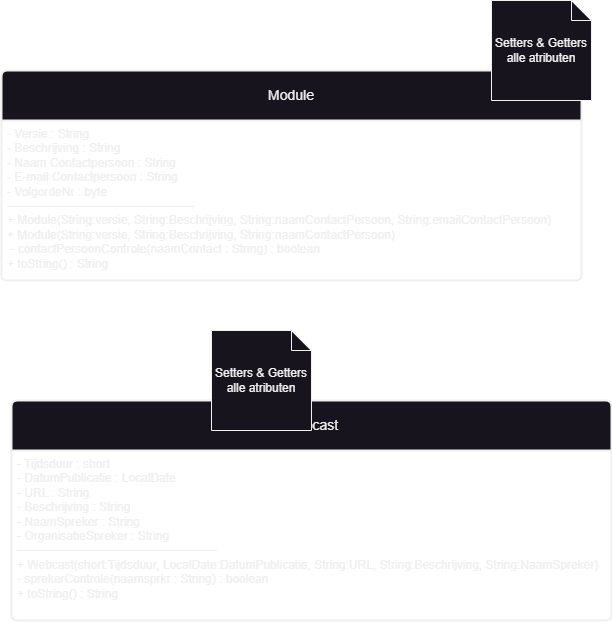 Setters & Getters
alle atributen
Module
- Versie : String
- Beschrijving : String
- Naam Contactpersoon : String
- E-mail Contactpersoon : String
- VolgordeNr : byte
+ Module(String:versie, String:Beschrijving, String:naamContactPersoon, String:emailContactPersoon)
+ Module(String:versie, String:Beschrijving, String:naamContactPersoon)
- contactPersoonControle(naamContact : String) : boolean
+ toString() : String
Setters & Getters
alle atributen
cast
- Tijdsduur : short
- DatumPublicatie : LocalDate
- URL : String
- Beschrijving : String
- NaamSpreker : String
- OrganisatieSpreker : String
+ Webcast(short:Tijdsduur, LocalDate:DatumPublicatie, String:URL, String:Beschrijving, String:NaamSpreker)
- sprekerControle(naamsprkr : String) : boolean
+ toString() : String